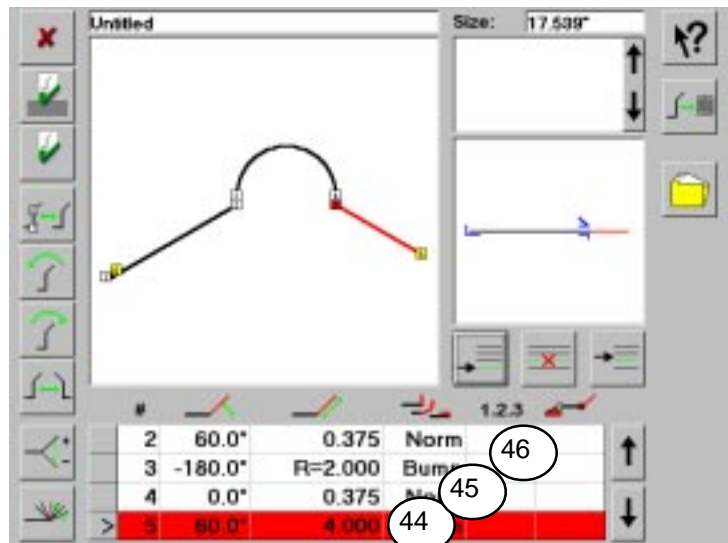 Untitled
Size: 17.539"
?
# 1.2.3
2 60.0° 0.375 Norm
46
3 -180.0° R=2.000 Bump
4 0.0° 0.375
45
> 5 60.0° 4.000
44